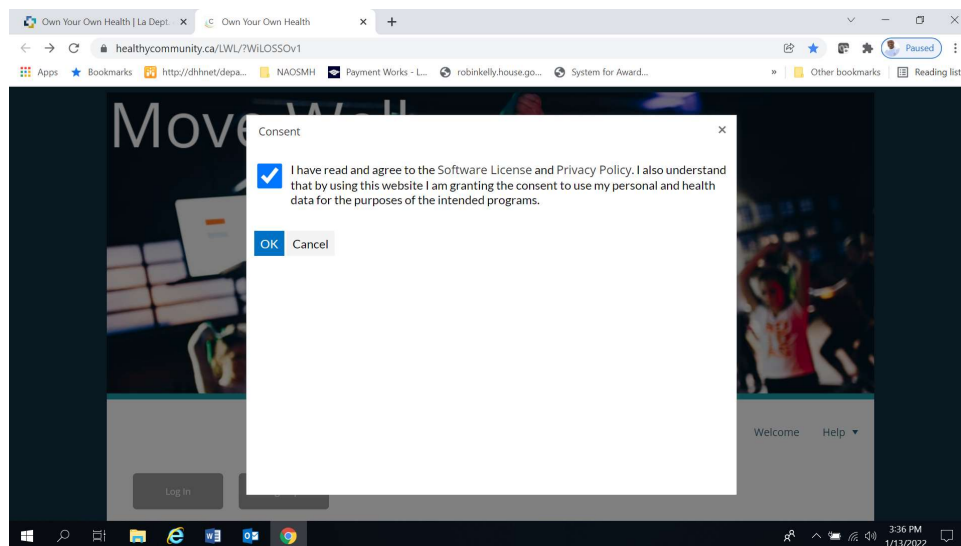 Own Your Own Health | La Dept.
Own Your Own Health
healthycommunity.ca/LWL/?WiLOSSOv1
Paused
Apps
Bookmarks
http://dhhnet/depa...
NAOSMH
Payment Works - L...
robinkelly.house.go...
System for Award...
»
Other bookmarks
Reading list
Move
Consent
I have read and agree to the Software License and Privacy Policy. I also understand
that by using this website I am granting the consent to use my personal and health
data for the purposes of the intended programs.
OK
Cancel
Welcome
Help
Log In
3:36 PM
1/13/2022